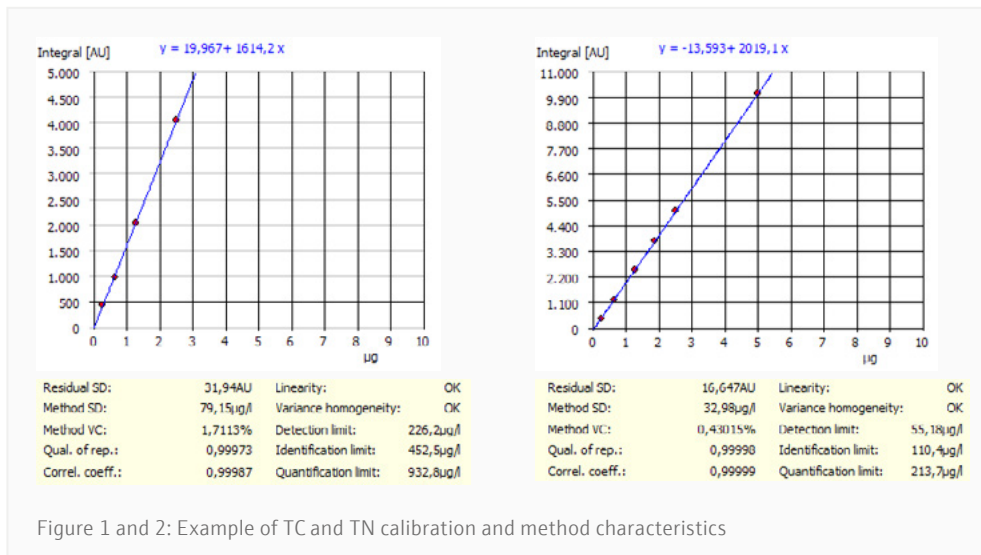 Integral [AU] y = 19,967+ 1614,2 x
5.000
4.500
4.000
3.500
3.000
2.500
2.000
1.500
1.000
500
0
0 1 2 3 4 5 6 7 8 9 10
µg
Residual SD: 31,94AU Linearity: OK
Method SD: 79,15µg/l Variance homogeneity: OK
Method VC: 1,7113% Detection limit: 226,2µg/l
Qual. of rep.: 0,99973 Identification limit: 452,5µg/l
Correl. coeff.: 0,99987 Quantification limit: 932,8µg/l
Integral [AU] y = -13,593+ 2019,1 x
11.000
9.900
8.800
7.700
6.600
5.500
4.400
3.300
2.200
1.100
0
0 1 2 3 4 5 6 7 8 9 10
µg
Residual SD: 16,647AU Linearity: OK
Method SD: 32,98µg/l Variance homogeneity: OK
Method VC: 0,43015% Detection limit: 55,18µg/l
Qual. of rep.: 0,99998 Identification limit: 110,4µg/l
Correl. coeff.: 0,99999 Quantification limit: 213,7µg/l
Figure 1 and 2: Example of TC and TN calibration and method characteristics